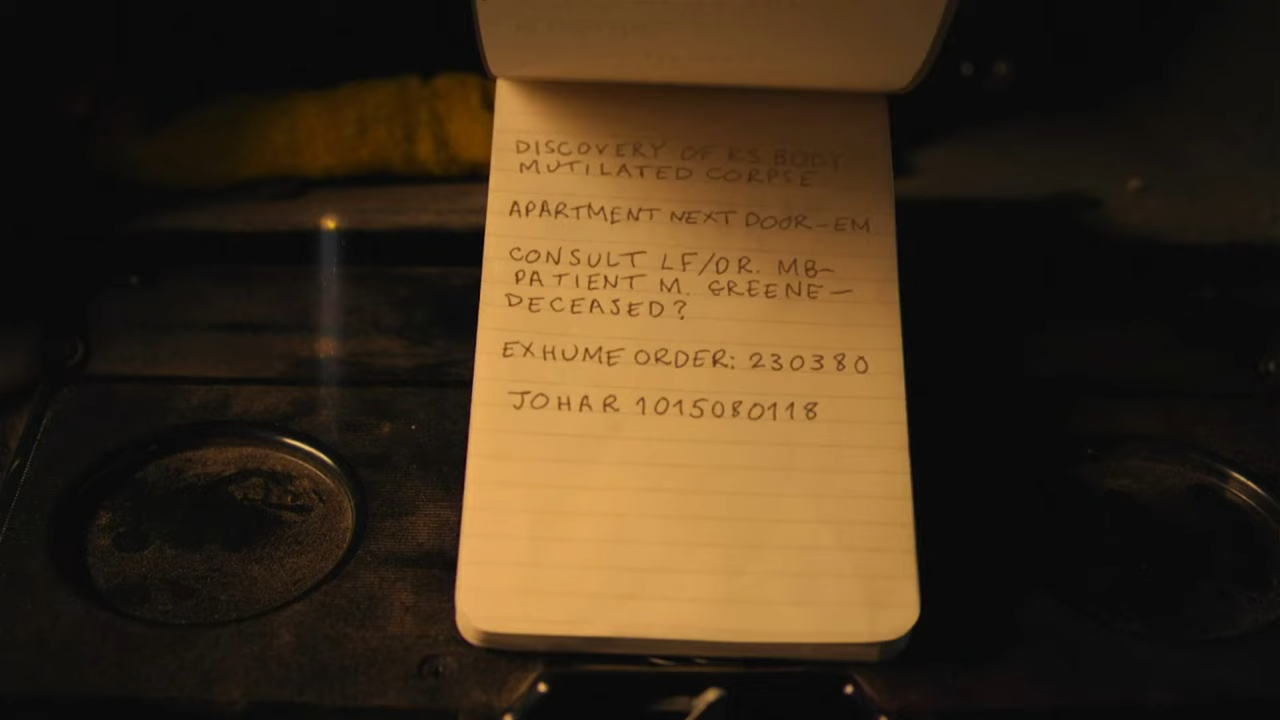 DISCOVERY OF RS BODY
MUTILATED CORPSE
APARTMENT NEXT DOOR-EM
CONSULT LF/DR. MB-
PATIENT M. GREENE-
DECEASED?
EXHUME ORDER: 230380
JOHAR 1015080118